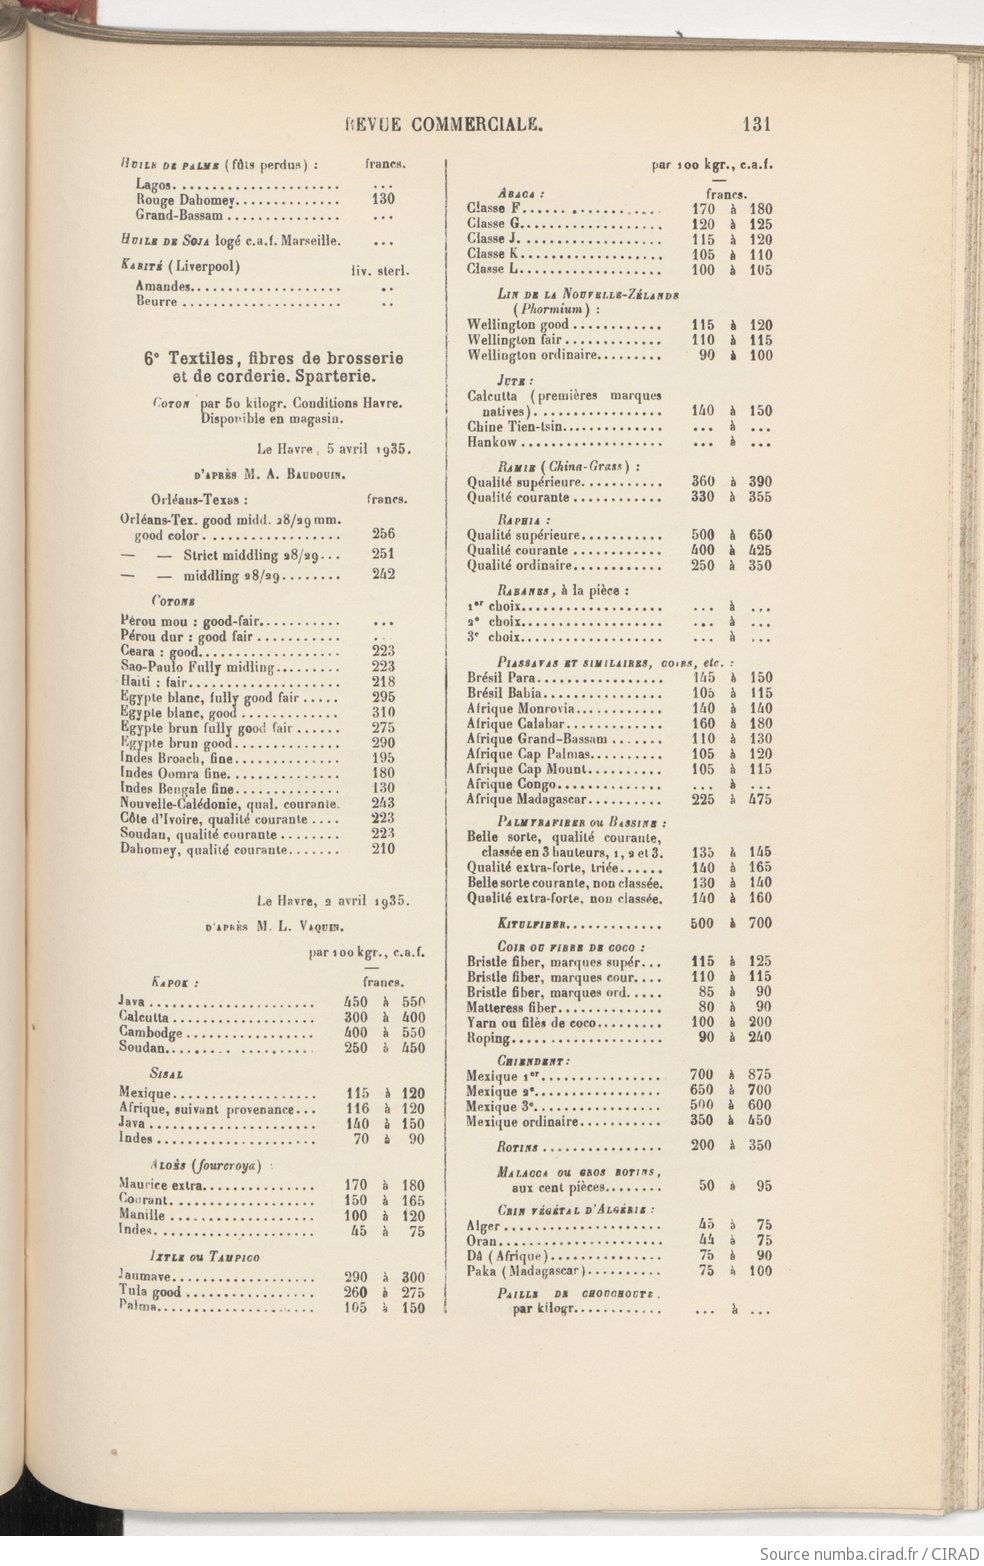 REVUE COMMERCIALE. 131
HUILE DE PALME (fûts perdus) : francs.
Lagos..................... ...
Rouge Dahomey............. 130
Grand-Bassam .............. ...
HUILE DE SOJA logé c.a.f. Marseille. ...
KARITÉ (Liverpool) liv. sterl.
Amandes................... ..
Beurre .................... ..
6° Textiles, fibres de brosserie
et de corderie. Sparterie.
COTON par 50 kilogr. Conditions Havre.
Disponible en magasin.
Le Havre, 5 avril 1935.
D'APRÈS M. A. BAUDOUIN.
Orléans-Texas : francs.
Orléans-Tex. good midd. 28/29 mm.
good color................. 256
— — Strict middling 28/29... 251
— — middling 28/29........ 242
COTONS
Pérou mou : good-fair.......... ...
Pérou dur : good fair ........... ..
Ceara : good.................. 223
Sao-Paulo Fully midling......... 223
Haïti : fair................... 218
Egypte blanc, fully good fair ..... 295
Egypte blanc, good ............. 310
Egypte brun fully good fair ...... 275
Egypte brun good.............. 290
Indes Broach, fine.............. 195
Indes Oomra fine.............. 180
Indes Bengale fine.............. 130
Nouvelle-Calédonie, qual. courante. 243
Côte d'Ivoire, qualité courante .... 223
Soudan, qualité courante ........ 223
Dahomey, qualité courante....... 210
Le Havre, 2 avril 1935.
D'APRÈS M. L. VAQUIN.
par 100 kgr., c.a.f.
KAPOK : francs.
Java ...................... 450 à 550
Calcutta ................... 300 à 400
Cambodge ................. 400 à 550
Soudan.................... 250 à 450
SISAL
Mexique................... 115 à 120
Afrique, suivant provenance... 116 à 120
Java ...................... 140 à 150
Indes ..................... 70 à 90
ALOÈS (fourcroya) :
Maurice extra............... 170 à 180
Courant................... 150 à 165
Manille ................... 100 à 120
Indes..................... 45 à 75
IXTLE OU TAMPICO
Jaumave................... 290 à 300
Tula good ................. 260 à 275
Palma..................... 105 à 150
par 100 kgr., c.a.f.
ABACA : francs.
Classe F.................. 170 à 180
Classe G.................. 120 à 125
Classe J. .................. 115 à 120
Classe K.................. 105 à 110
Classe L.................. 100 à 105
LIN DE LA NOUVELLE-ZÉLANDE
(Phormium) :
Wellington good ............ 115 à 120
Wellington fair ............. 110 à 115
Wellington ordinaire......... 90 à 100
JUTE :
Calcutta (premières marques
natives)................. 140 à 150
Chine Tien-tsin............. ... à ...
Hankow ................... ... à ...
RAMIE (China-Grass) :
Qualité supérieure........... 360 à 390
Qualité courante ............ 330 à 355
RAPHIA :
Qualité supérieure........... 500 à 650
Qualité courante ............ 400 à 425
Qualité ordinaire............ 250 à 350
RABANES, à la pièce :
1er choix................... ... à ...
2e choix................... ... à ...
3e choix................... ... à ...
PIASSAVAS ET SIMILAIRES, COIRS, etc. :
Brésil Para................. 145 à 150
Brésil Bahia................ 105 à 115
Afrique Monrovia............ 140 à 140
Afrique Calabar............. 160 à 180
Afrique Grand-Bassam ....... 110 à 130
Afrique Cap Palmas.......... 105 à 120
Afrique Cap Mount.......... 105 à 115
Afrique Congo.............. ... à ...
Afrique Madagascar.......... 225 à 475
PALMYRAFIBER OU BASSINE :
Belle sorte, qualité courante,
classée en 3 hauteurs, 1, 2 et 3. 135 à 145
Qualité extra-forte, triée...... 140 à 165
Belle sorte courante, non classée. 130 à 140
Qualité extra-forte, non classée. 140 à 160
KITULFIBER............. 500 à 700
COIR OU FIBRE DE COCO :
Bristle fiber, marques supér... 115 à 125
Bristle fiber, marques cour.... 110 à 115
Bristle fiber, marques ord..... 85 à 90
Matteress fiber.............. 80 à 90
Yarn ou filés de coco......... 100 à 200
Roping.................... 90 à 240
CHIENDENT :
Mexique 1er................ 700 à 875
Mexique 2e................. 650 à 700
Mexique 3e................. 500 à 600
Mexique ordinaire........... 350 à 450
ROTINS ................ 200 à 350
MALACCA OU GROS ROTINS,
aux cent pièces........ 50 à 95
CRIN VÉGÉTAL D'ALGÉRIE :
Alger ..................... 45 à 75
Oran...................... 44 à 75
Dâ (Afrique)............... 75 à 90
Paka (Madagascar).......... 75 à 100
PAILLE DE CHOUCHOUTE,
par kilogr............ ... à ...
Source numba.cirad.fr / CIRAD